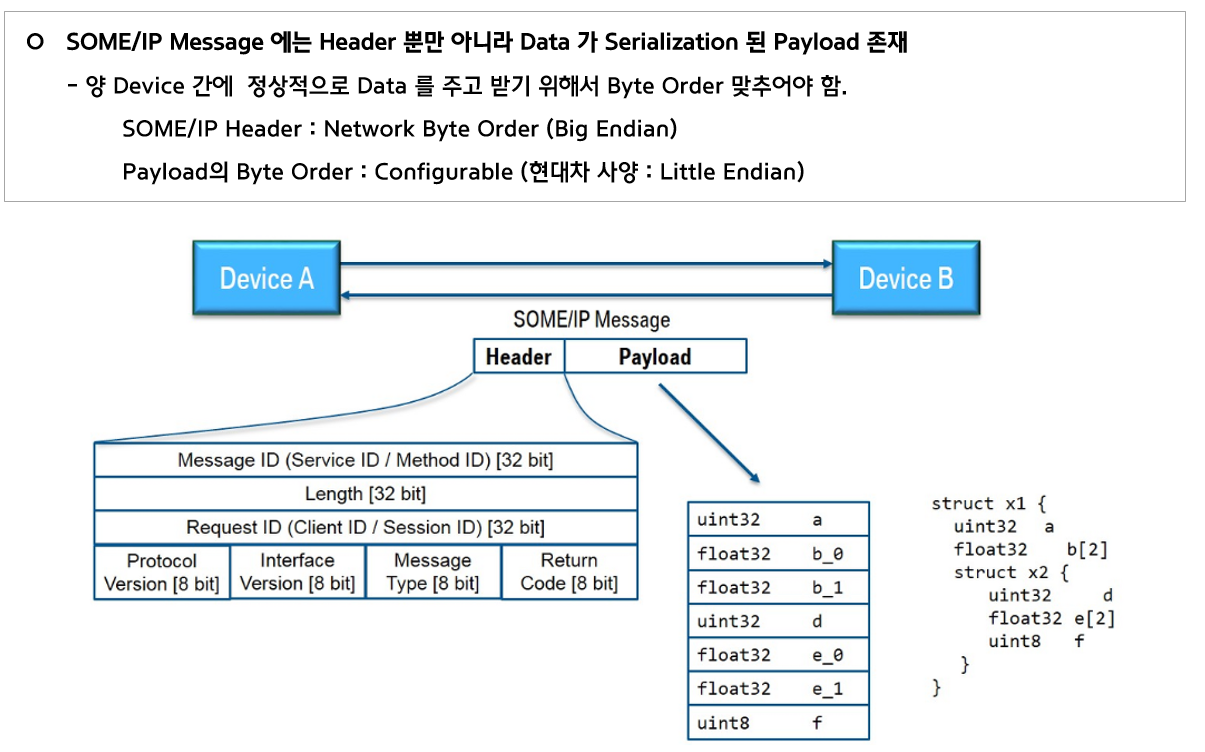 O SOME/IP Message 에는 Header 뿐만 아니라 Data 가 Serialization 된 Payload 존재
- 양 Device 간에 정상적으로 Data 를 주고 받기 위해서 Byte Order 맞추어야 함.
SOME/IP Header : Network Byte Order (Big Endian)
Payload의 Byte Order : Configurable (현대차 사양 : Little Endian)
Device A
Device B
SOME/IP Message
Header
Payload
Message ID (Service ID / Method ID) [32 bit]
Length [32 bit]
Request ID (Client ID / Session ID) [32 bit]
Protocol
Version [8 bit]
Interface
Version [8 bit]
Message
Type [8 bit]
Return
Code [8 bit]
uint32 a
float32 b_0
float32 b_1
uint32 d
float32 e_0
float32 e_1
uint8 f
struct x1 {
uint32 a
float32 b[2]
struct x2 {
uint32 d
float32 e[2]
uint8 f
}
}